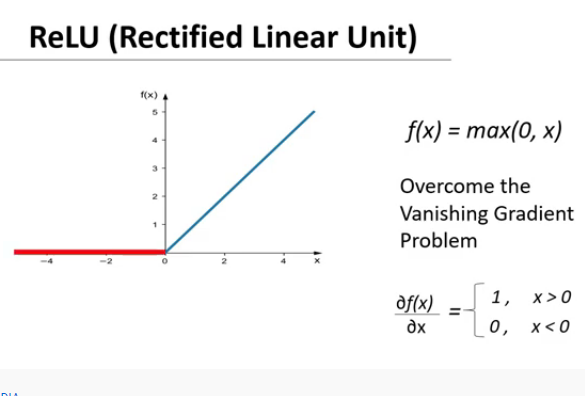 ReLU (Rectified Linear Unit)
f(x)
5
4
3
2
1
-4 -2 0 2 4 x
f(x) = max(0, x)
Overcome the
Vanishing Gradient
Problem
∂f(x)
∂x
=
1, x > 0
0, x < 0